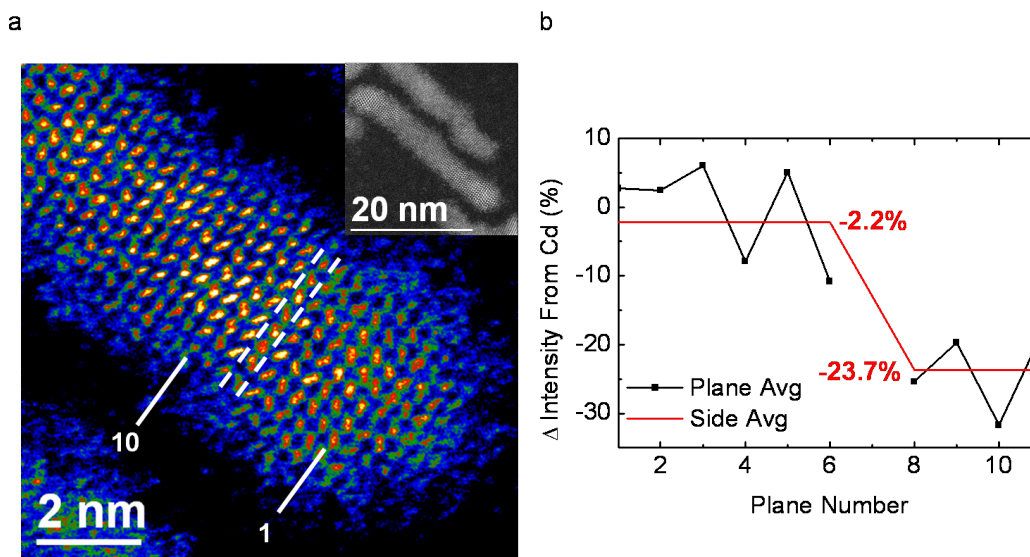 a
b
20 nm
10
1
2 nm
Δ Intensity From Cd (%)
10
0
-10
-20
-30
-2.2%
-23.7%
Plane Avg
Side Avg
2
4
6
8
10
Plane Number